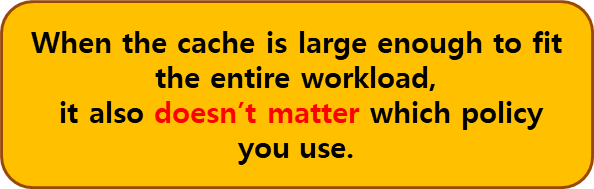 When the cache is large enough to fit
the entire workload,
it also doesn’t matter which policy
you use.